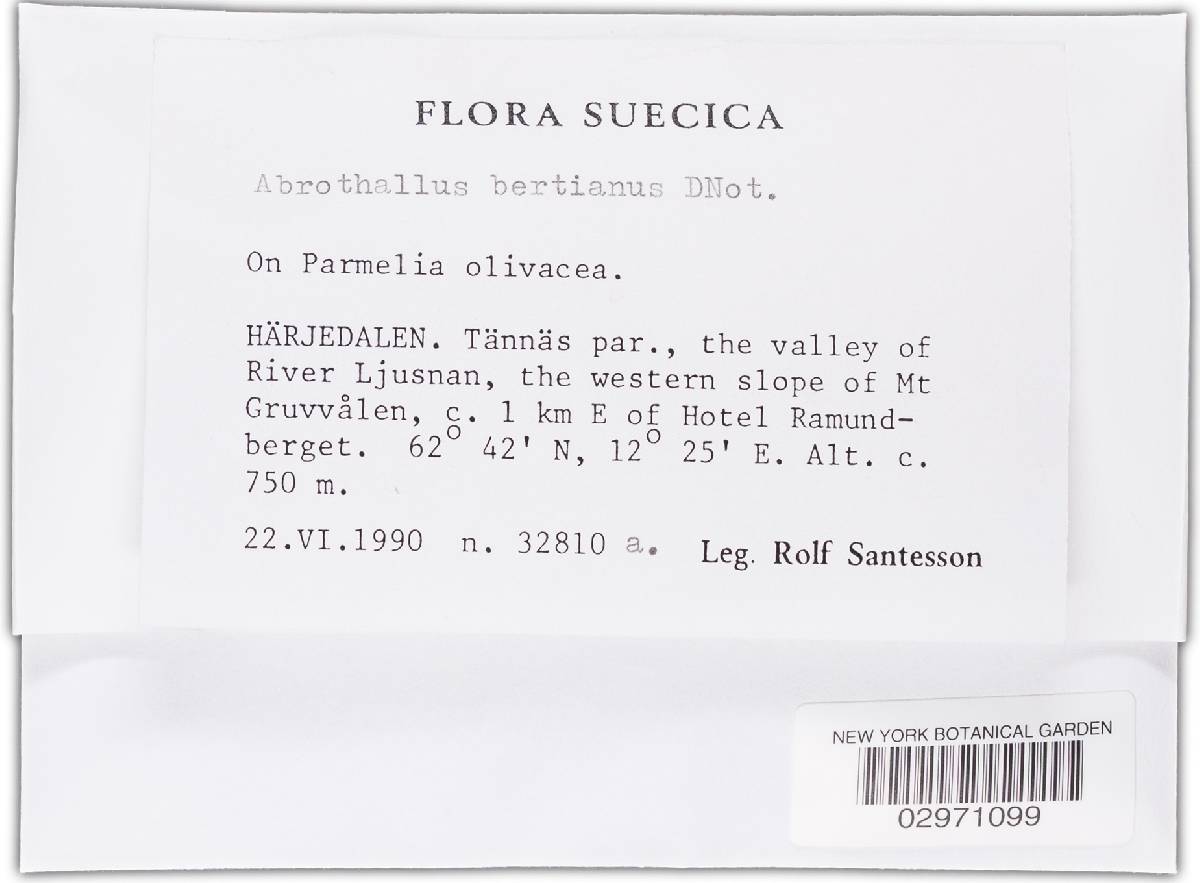 FLORA SUECICA
Abrothallus bertianus DNot.
On Parmelia olivacea.
HÄRJEDALEN. Tännäs par., the valley of
River Ljusnan, the western slope of Mt
Gruvvålen, c. 1 km E of Hotel Ramund-
berget. 62° 42' N, 12° 25' E. Alt. c.
750 m.
22.VI.1990 n. 32810 a. Leg. Rolf Santesson
NEW YORK BOTANICAL GARDEN
02971099